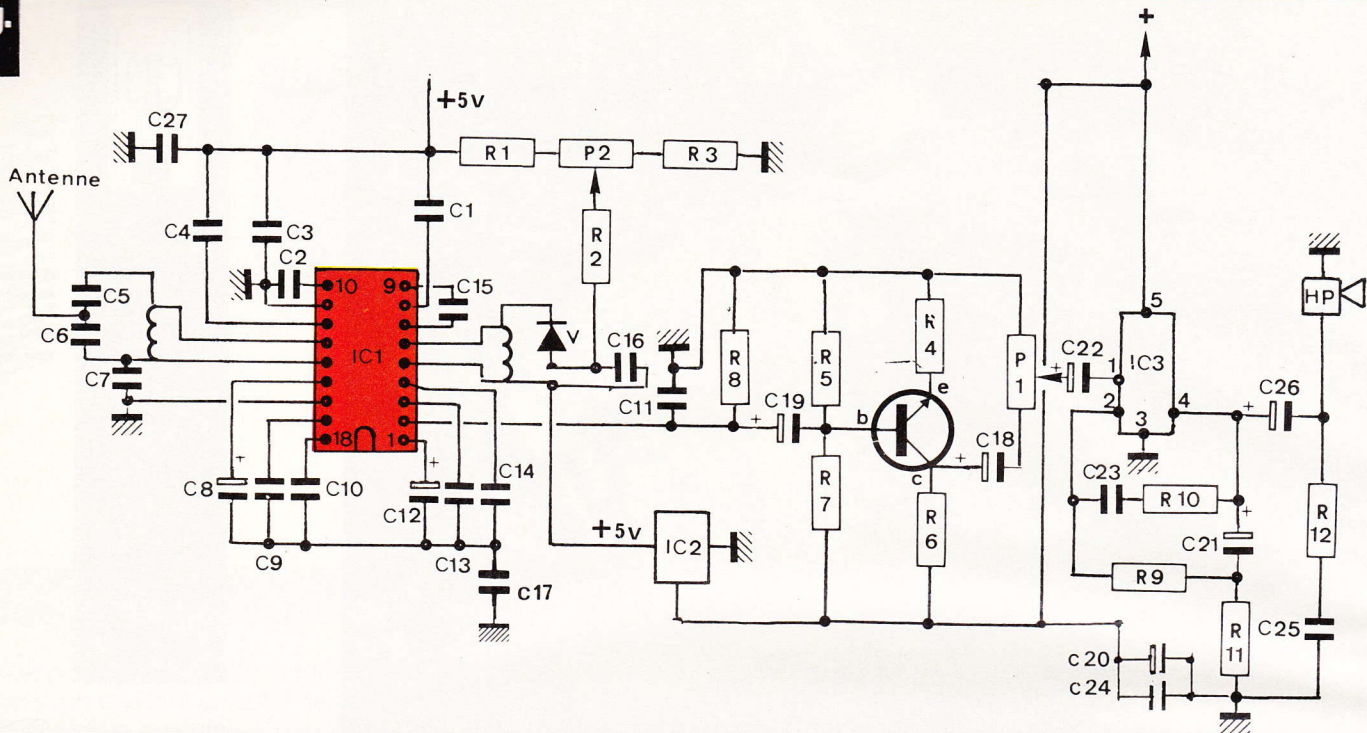 +
+5v
C27
R1
P2
R3
Antenne
C4
C3
C1
R2
C2
10
9
C15
C5
C6
IC1
V
C16
C7
C11
R8
R5
R4
P1
C22
+
1
IC3
5
2
4
3
C26
+
HP
18
1
+
C19
b
e
c
+
C18
C8
+
C10
+
C12
C14
C9
C13
C17
+5v
IC2
R7
R6
C23
R10
+
C21
R9
R12
R11
C25
C20
C24